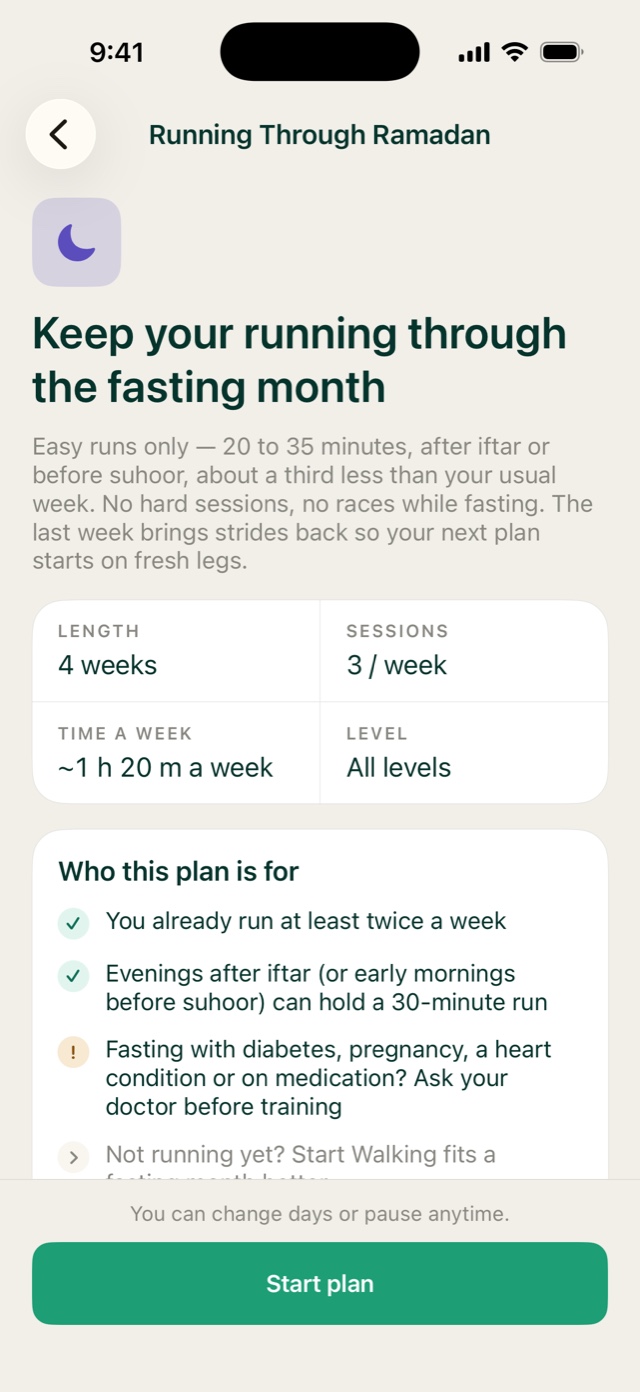 9:41
Running Through Ramadan
Keep your running through
the fasting month
Easy runs only — 20 to 35 minutes, after iftar or
before suhoor, about a third less than your usual
week. No hard sessions, no races while fasting. The
last week brings strides back so your next plan
starts on fresh legs.
LENGTH
4 weeks
SESSIONS
3 / week
TIME A WEEK
~1 h 20 m a week
LEVEL
All levels
Who this plan is for
You already run at least twice a week
Evenings after iftar (or early mornings
before suhoor) can hold a 30-minute run
Fasting with diabetes, pregnancy, a heart
condition or on medication? Ask your
doctor before training
Not running yet? Start Walking fits a
fasting month better
You can change days or pause anytime.
Start plan